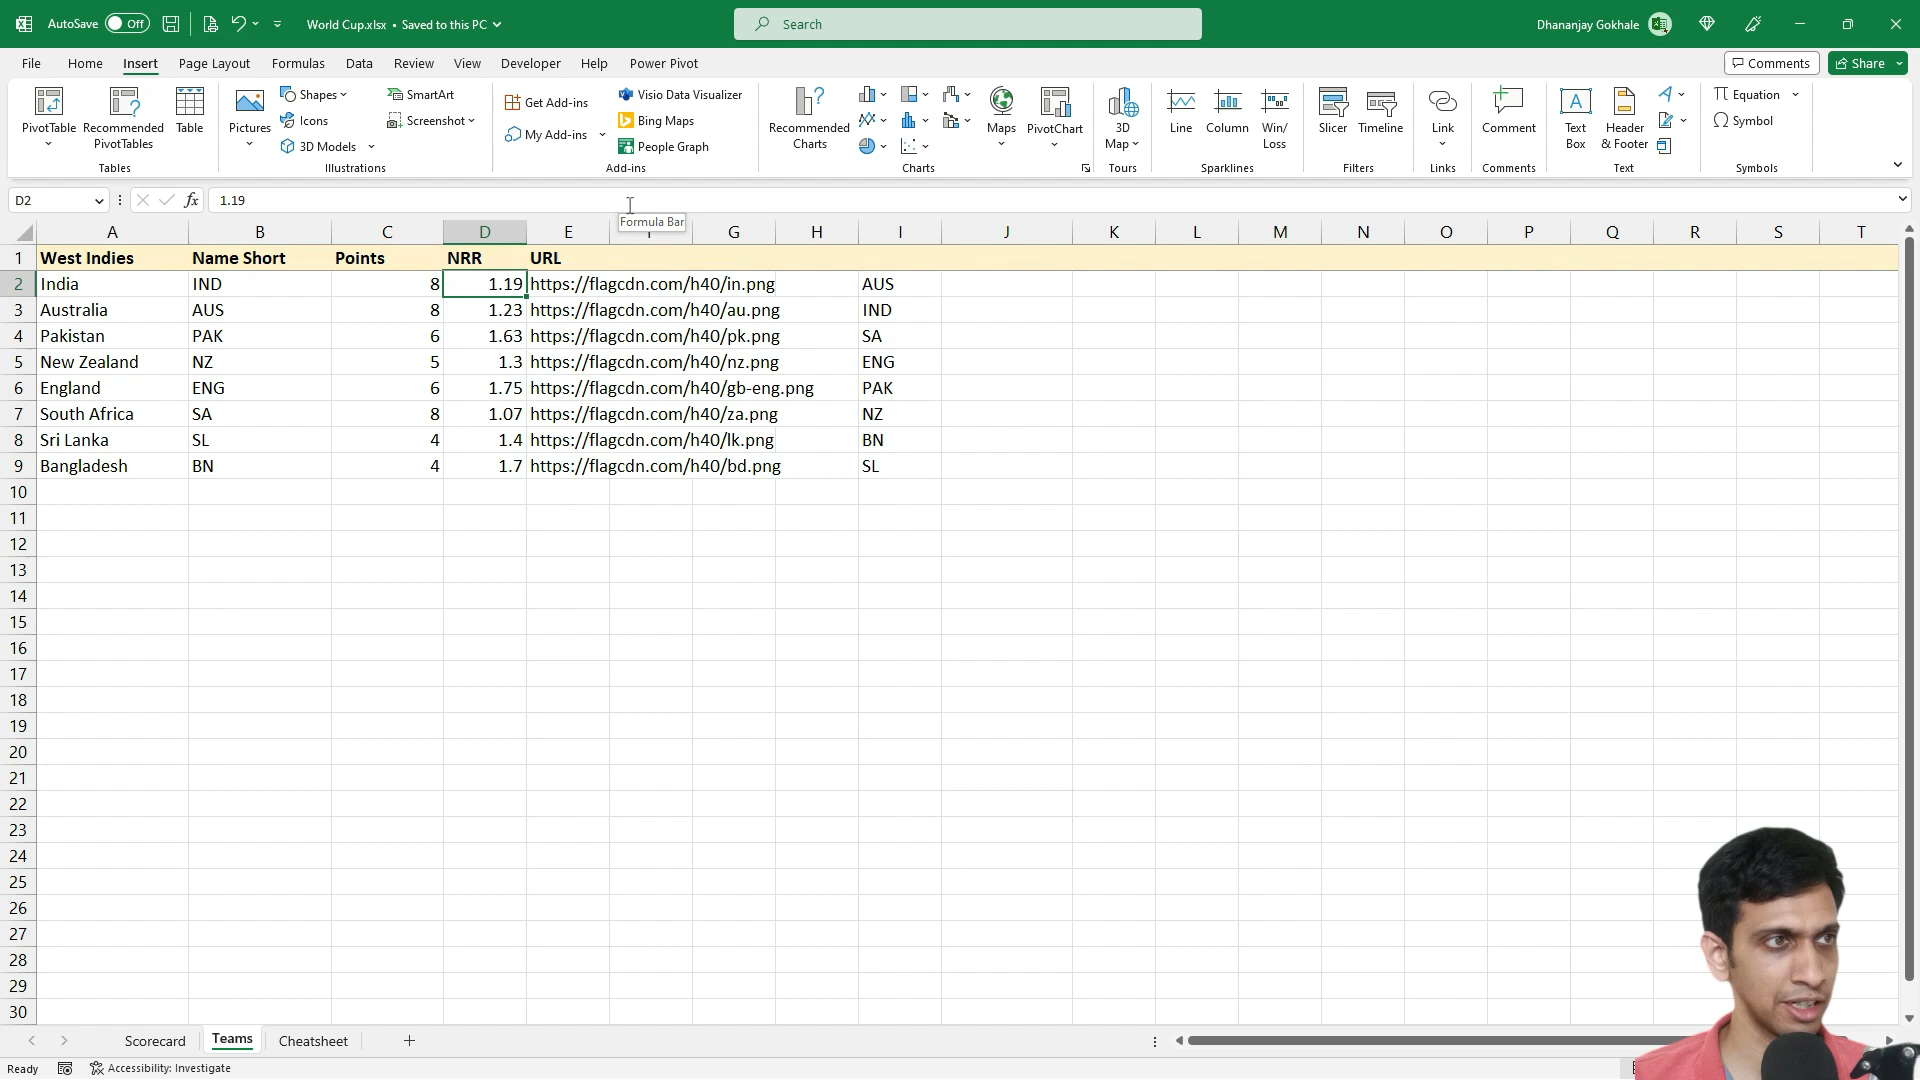 AutoSave Off World Cup.xlsx • Saved to this PC Search Dhananjay Gokhale
File Home Insert Page Layout Formulas Data Review View Developer Help Power Pivot Comments Share
PivotTable Recommended PivotTables Table Pictures Shapes Icons 3D Models SmartArt Screenshot Get Add-ins My Add-ins Visio Data Visualizer Bing Maps People Graph Recommended Charts Maps PivotChart 3D Map Line Column Win/Loss Slicer Timeline Link Comment Text Box Header & Footer Equation Symbol
Tables Illustrations Add-ins Charts Tours Sparklines Filters Links Comments Text Symbols
D2 fx 1.19
Formula Bar
A B C D E F G H I J K L M N O P Q R S T
1 West Indies Name Short Points NRR URL
2 India IND 8 1.19 https://flagcdn.com/h40/in.png AUS
3 Australia AUS 8 1.23 https://flagcdn.com/h40/au.png IND
4 Pakistan PAK 6 1.63 https://flagcdn.com/h40/pk.png SA
5 New Zealand NZ 5 1.3 https://flagcdn.com/h40/nz.png ENG
6 England ENG 6 1.75 https://flagcdn.com/h40/gb-eng.png PAK
7 South Africa SA 8 1.07 https://flagcdn.com/h40/za.png NZ
8 Sri Lanka SL 4 1.4 https://flagcdn.com/h40/lk.png BN
9 Bangladesh BN 4 1.7 https://flagcdn.com/h40/bd.png SL
10
11
12
13
14
15
16
17
18
19
20
21
22
23
24
25
26
27
28
29
30
Scorecard Teams Cheatsheet
Ready Accessibility: Investigate